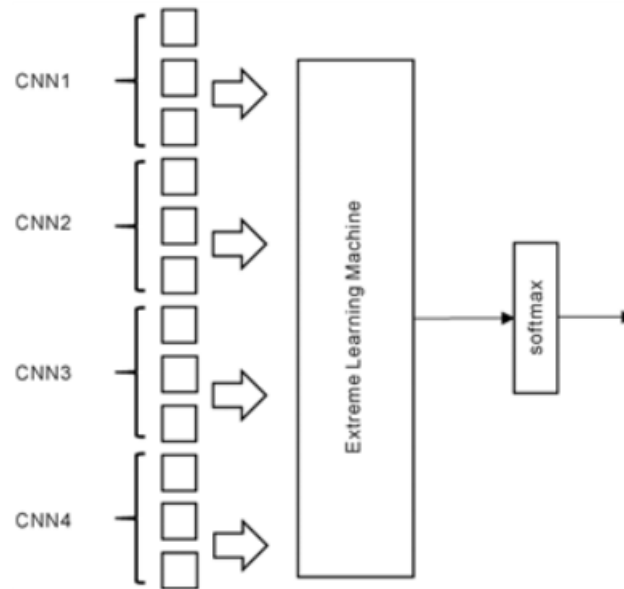 CNN1
CNN2
CNN3
CNN4
Extreme Learning Machine
softmax